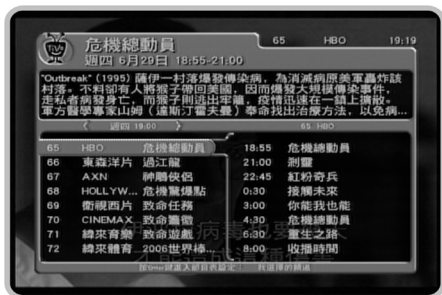 TiVo
危機總動員
65 HBO 19:19
週四 6月29日 18:55-21:00
"Outbreak" (1995) 薩伊一村落爆發傳染病，為消滅病原美軍轟炸該
村落。不料卻有人將猴子帶回美國，因而爆發大規模傳染事件，
走私者病發身亡，而猴子則逃出牢籠，疫情迅速在一鎮上擴散。
軍方醫學專家山姆（達斯汀霍夫曼）奉命找出治療方法，以免病...
週四 19:00
65 HBO
65 HBO 危機總動員
66 東森洋片 過江龍
67 AXN 神鵰俠侶
68 HOLLYW... 危機驚爆點
69 衛視西片 致命任務
70 CINEMAX 致命籌徵
71 緯來育樂 致命遊戲
72 緯來體育 2006世界棒...
18:55 危機總動員
21:00 剃靈
22:45 紅粉奇兵
0:30 接觸未來
3:00 你能我也能
4:30 危機總動員
6:30 重生之路
8:00 收播時間